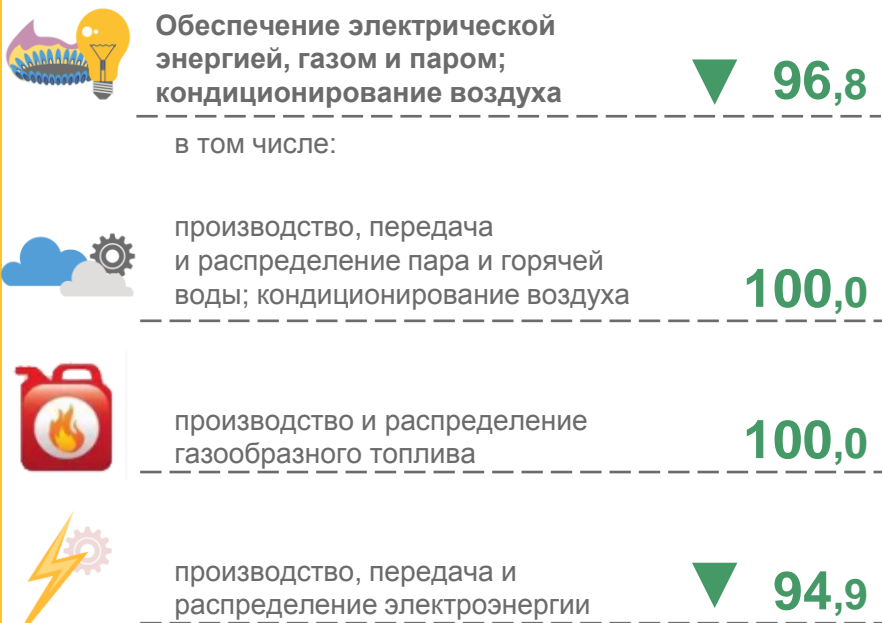 Обеспечение электрической
энергией, газом и паром;
кондиционирование воздуха
96,8
в том числе:
производство, передача
и распределение пара и горячей
воды; кондиционирование воздуха
100,0
производство и распределение
газообразного топлива
100,0
производство, передача и
распределение электроэнергии
94,9